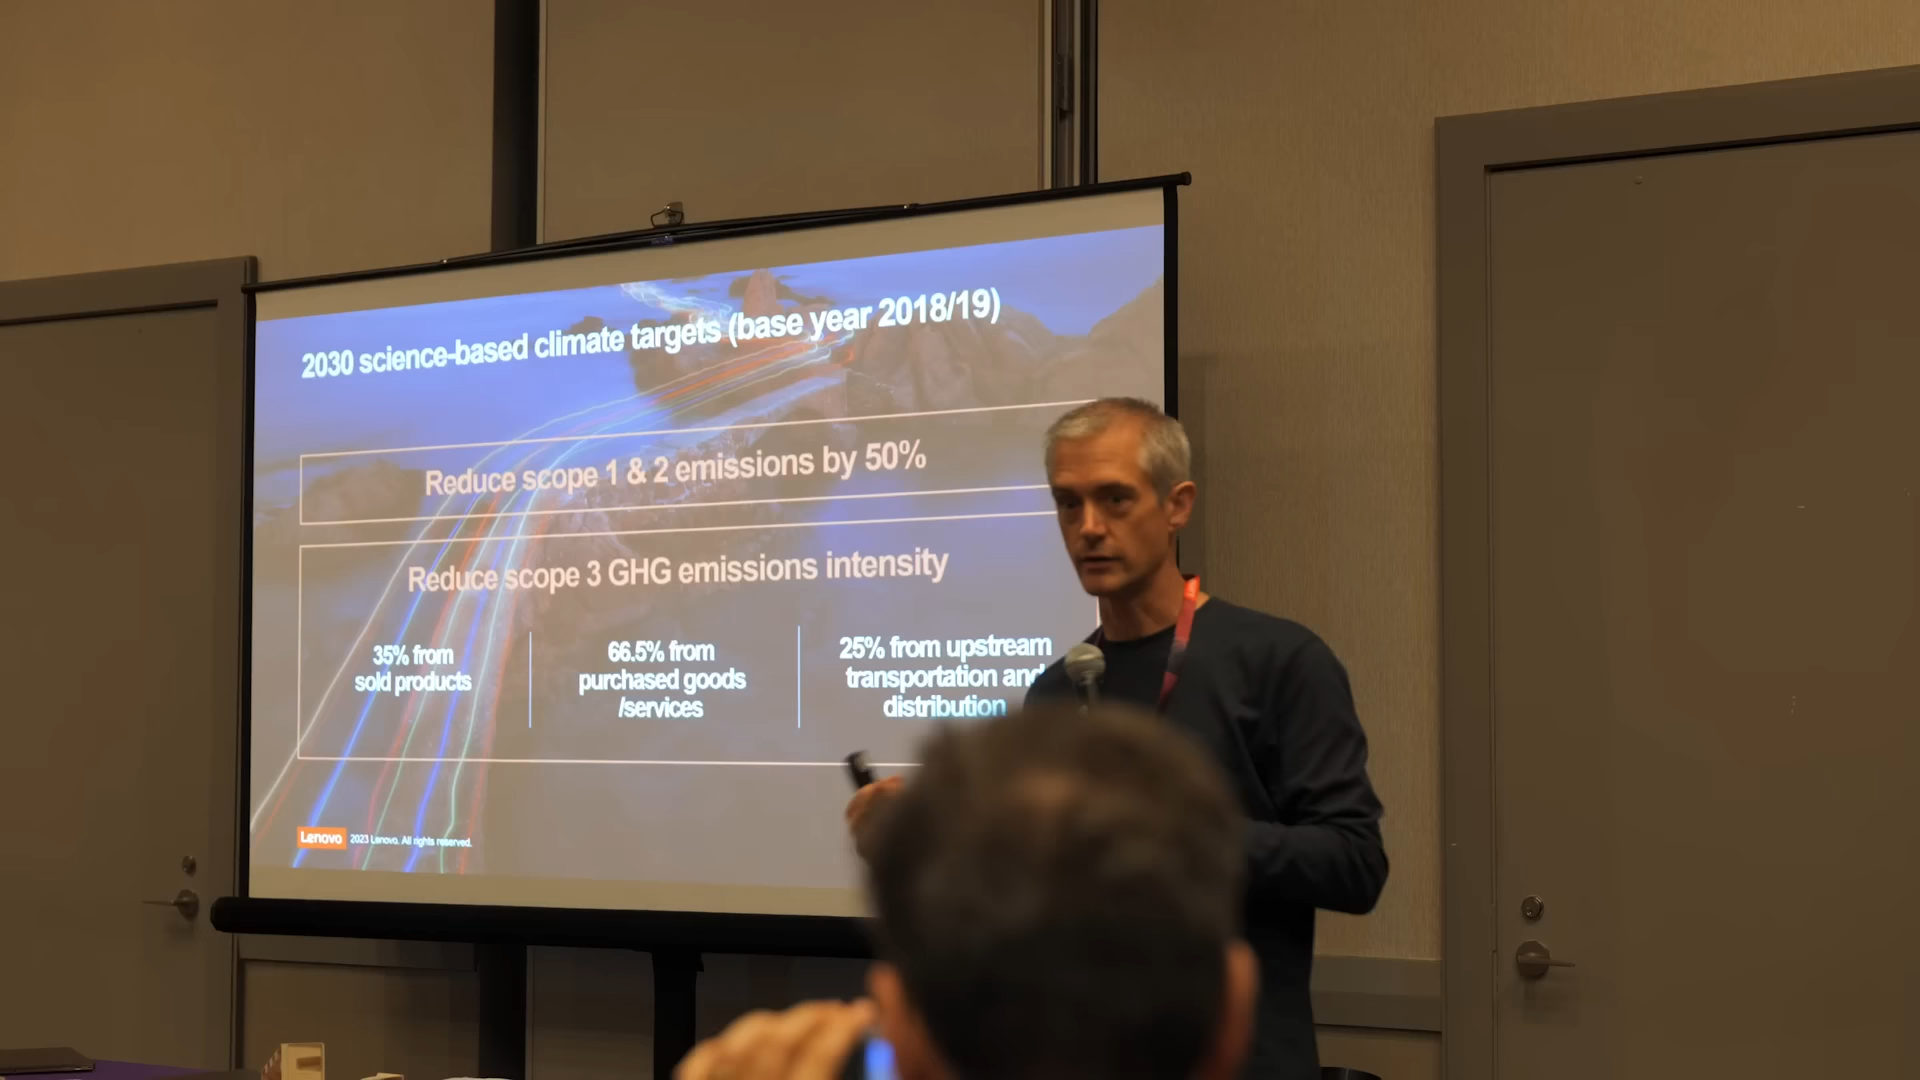 2030 science-based climate targets (base year 2018/19)
Reduce scope 1 & 2 emissions by 50%
Reduce scope 3 GHG emissions intensity
35% from
sold products
66.5% from
purchased goods
/services
25% from upstream
transportation and
distribution
Lenovo 2023 Lenovo. All rights reserved.